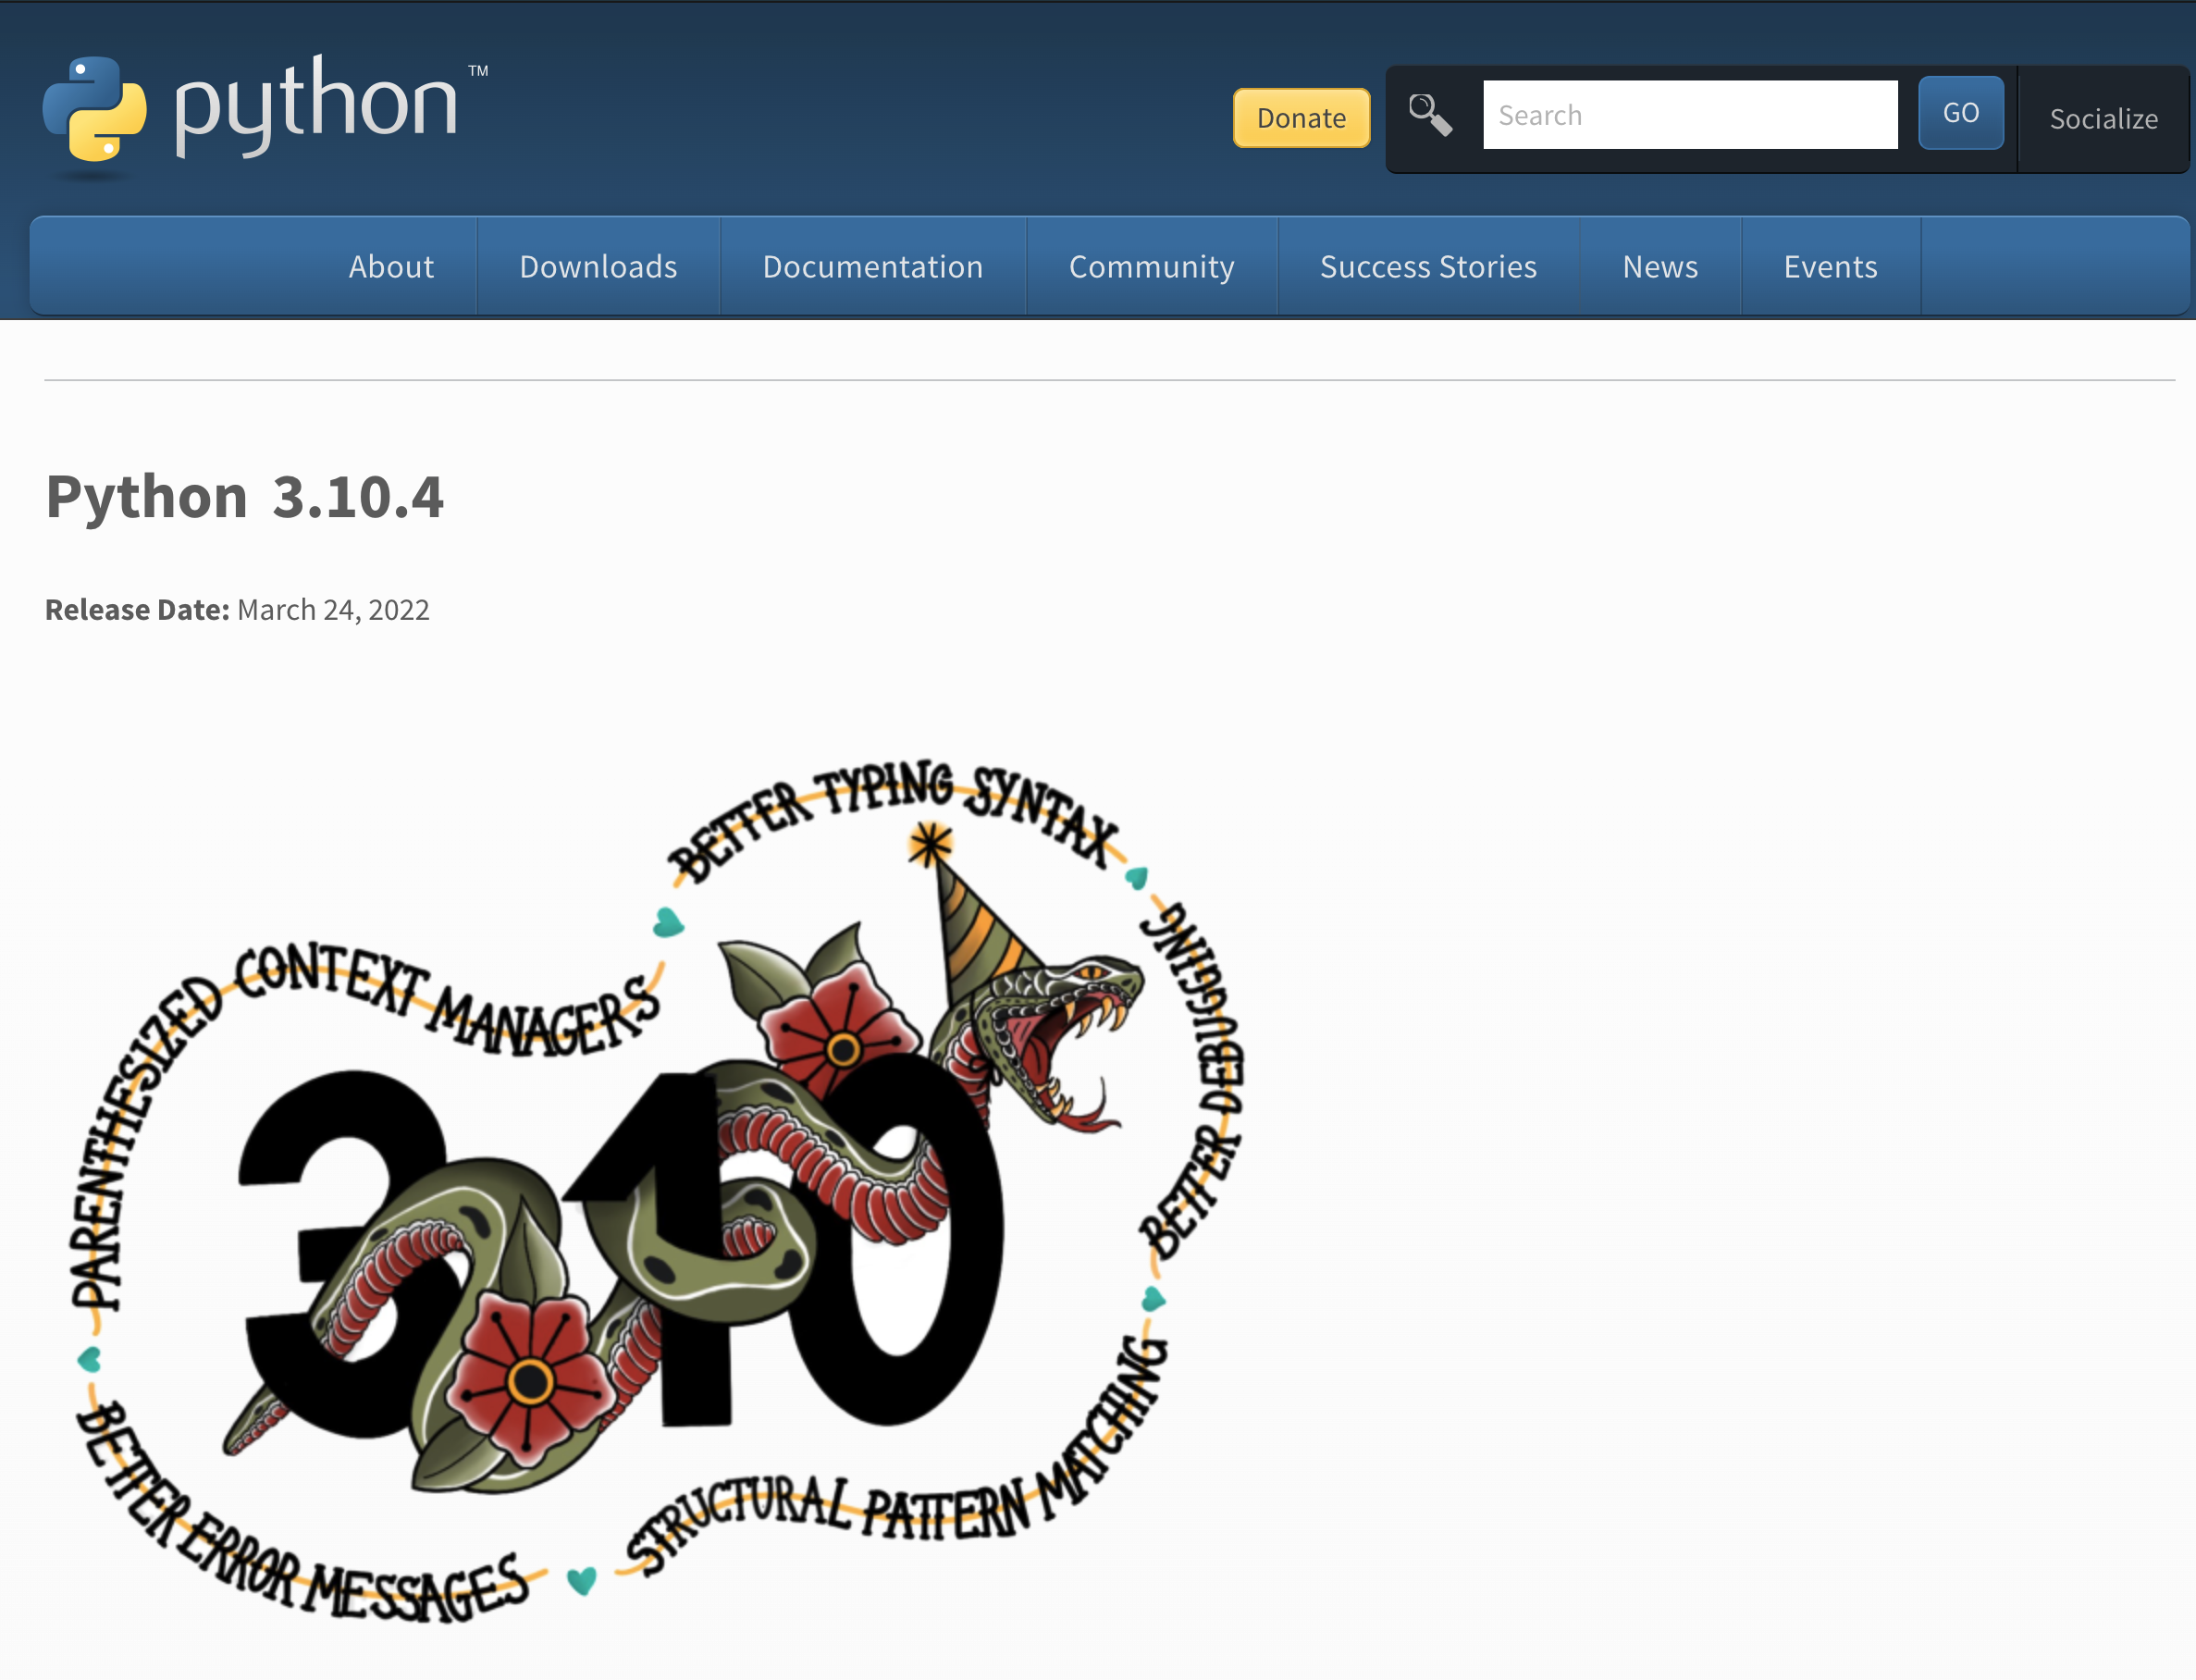 python™
Donate
Search
GO
Socialize
About
Downloads
Documentation
Community
Success Stories
News
Events
Python 3.10.4
Release Date: March 24, 2022
BETTER TYPING SYNTAX
BETTER DEBUGGING
PARENTHESIZED CONTEXT MANAGERS
3.10
STRUCTURAL PATTERN MATCHING
BETTER ERROR MESSAGES